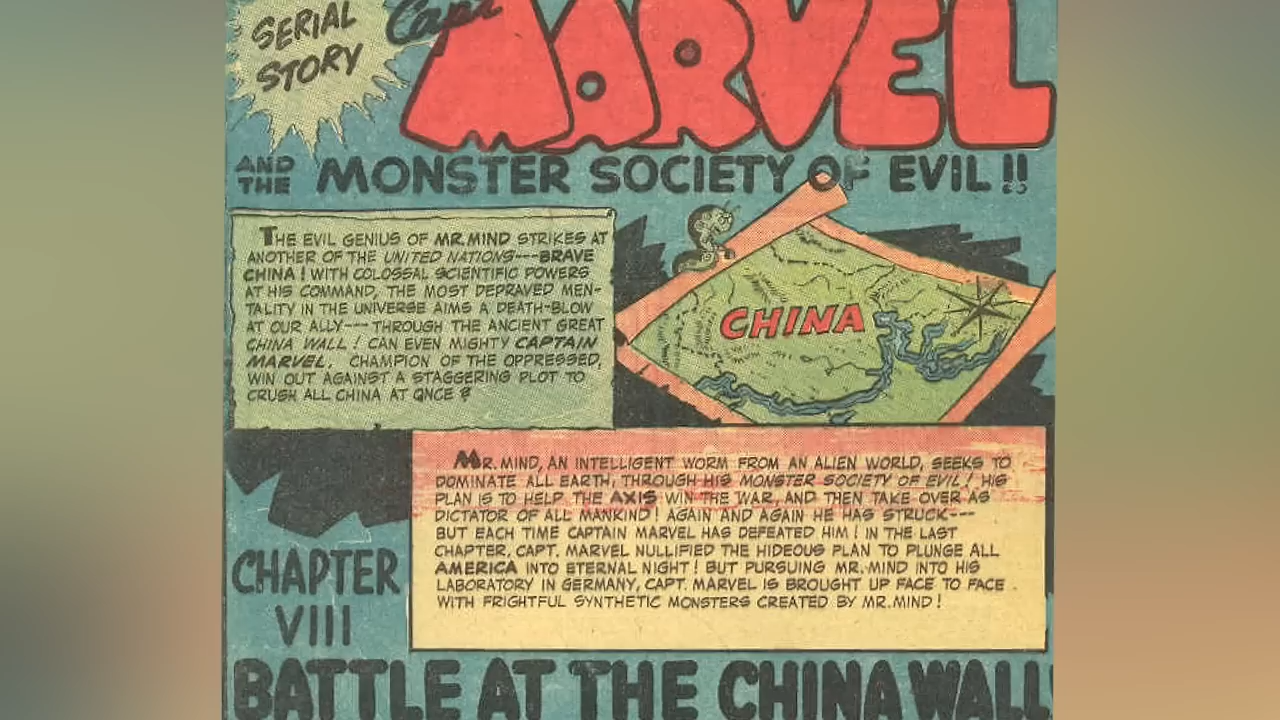 SERIAL
STORY
Capt.
MARVEL
AND
THE
MONSTER SOCIETY OF EVIL!!
THE EVIL GENIUS OF MR. MIND STRIKES AT
ANOTHER OF THE UNITED NATIONS---BRAVE
CHINA! WITH COLOSSAL SCIENTIFIC POWERS
AT HIS COMMAND, THE MOST DEPRAVED MEN-
TALITY IN THE UNIVERSE AIMS A DEATH-BLOW
AT OUR ALLY--- THROUGH THE ANCIENT GREAT
CHINA WALL! CAN EVEN MIGHTY CAPTAIN
MARVEL, CHAMPION OF THE OPPRESSED,
WIN OUT AGAINST A STAGGERING PLOT TO
CRUSH ALL CHINA AT ONCE?
CHINA
MR. MIND, AN INTELLIGENT WORM FROM AN ALIEN WORLD, SEEKS TO
DOMINATE ALL EARTH, THROUGH HIS MONSTER SOCIETY OF EVIL! HIS
PLAN IS TO HELP THE AXIS WIN THE WAR, AND THEN TAKE OVER AS
DICTATOR OF ALL MANKIND! AGAIN AND AGAIN HE HAS STRUCK---
BUT EACH TIME CAPTAIN MARVEL HAS DEFEATED HIM! IN THE LAST
CHAPTER, CAPT. MARVEL NULLIFIED THE HIDEOUS PLAN TO PLUNGE ALL
AMERICA INTO ETERNAL NIGHT! BUT PURSUING MR. MIND INTO HIS
LABORATORY IN GERMANY, CAPT. MARVEL IS BROUGHT UP FACE TO FACE
WITH FRIGHTFUL SYNTHETIC MONSTERS CREATED BY MR. MIND!
CHAPTER
VIII
BATTLE AT THE CHINA WALL